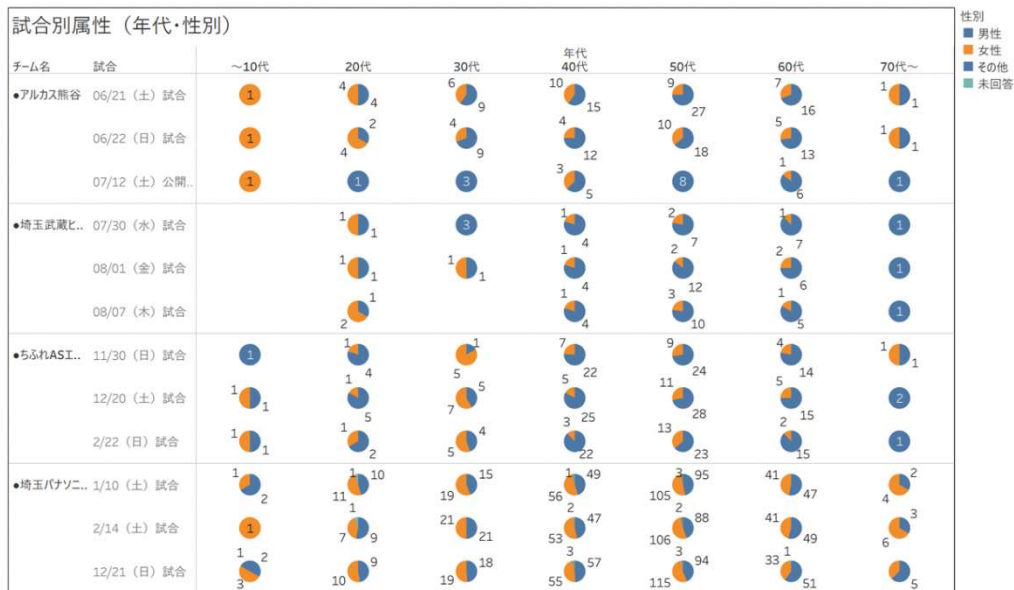 試合別属性（年代・性別）
性別
男性
女性
その他
未回答
年代
チーム名 試合 ～10代 20代 30代 40代 50代 60代 70代～
●アルカス熊谷 06/21（土）試合 1 4 4 6 9 10 15 9 27 7 16 1 1
06/22（日）試合 1 2 4 4 9 4 12 10 18 5 13 1 1
07/12（土）公開.. 1 1 3 3 5 8 1 6 1
●埼玉武蔵ヒ.. 07/30（水）試合 1 1 3 1 4 2 7 1 7 1
08/01（金）試合 1 1 1 1 1 4 2 12 2 6 1
08/07（木）試合 1 2 1 4 3 10 1 5 1
●ちふれASエ.. 11/30（日）試合 1 1 4 1 5 7 22 9 24 4 14 1 1
12/20（土）試合 1 1 1 5 5 7 5 25 11 28 5 15 2
2/22（日）試合 1 1 1 2 4 5 3 22 13 23 2 15 1
●埼玉パナソニ.. 1/10（土）試合 1 2 1 10 11 15 19 1 49 56 3 95 105 41 47 2 4
2/14（土）試合 1 1 7 9 21 21 2 47 53 2 88 106 41 49 3 6
12/21（日）試合 1 2 3 9 10 18 19 3 57 55 3 94 115 33 1 51 5